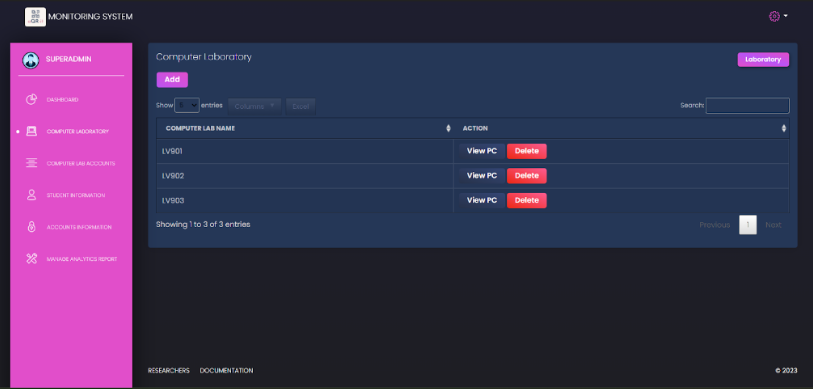 MONITORING SYSTEM
SUPERADMIN
DASHBOARD
COMPUTER LABORATORY
COMPUTER LAB ACCOUNTS
STUDENT INFORMATION
ACCOUNTS INFORMATION
MANAGE ANALYTICS REPORT
Computer Laboratory
Laboratory
Add
Show entries Columns Excel Search:
COMPUTER LAB NAME ACTION
LV901 View PC Delete
LV902 View PC Delete
LV903 View PC Delete
Showing 1 to 3 of 3 entries Previous 1 Next
RESEARCHERS DOCUMENTATION © 2023